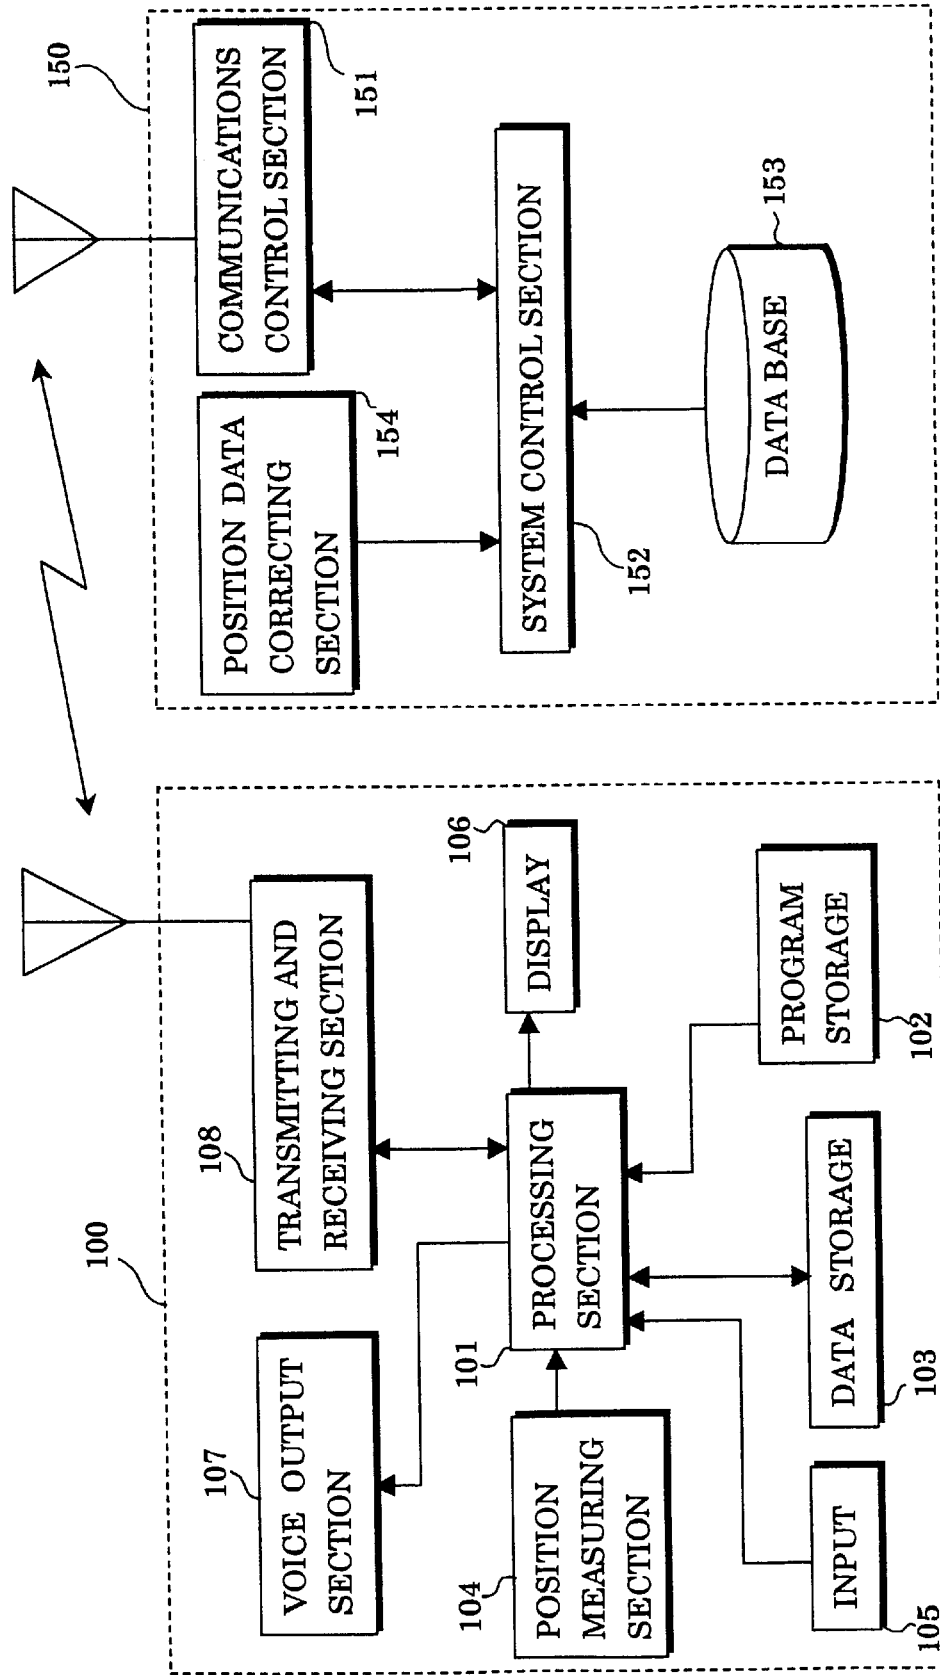 100
107
VOICE OUTPUT
SECTION
108
TRANSMITTING AND
RECEIVING SECTION
104
POSITION
MEASURING
SECTION
101
PROCESSING
SECTION
106
DISPLAY
105
INPUT
103
DATA STORAGE
102
PROGRAM
STORAGE
150
154
POSITION DATA
CORRECTING
SECTION
151
COMMUNICATIONS
CONTROL SECTION
152
SYSTEM CONTROL SECTION
153
DATA BASE